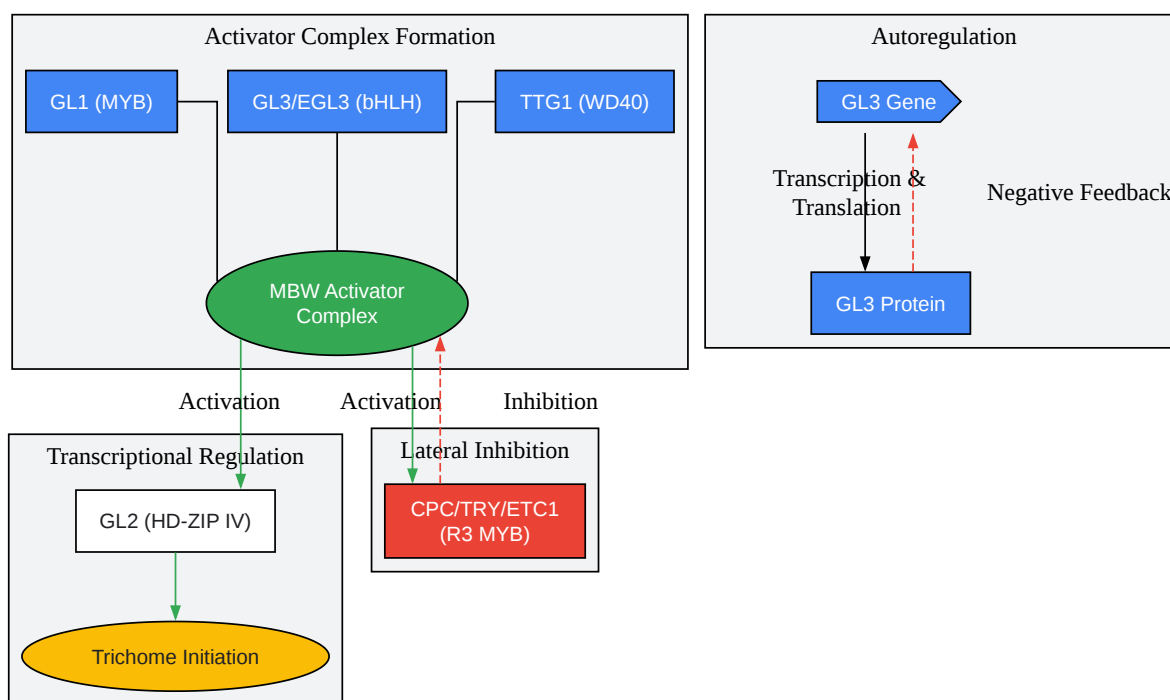 Activator Complex Formation
GL1 (MYB)
GL3/EGL3 (bHLH)
TTG1 (WD40)
MBW Activator
Complex
Autoregulation
GL3 Gene
Transcription &
Translation
Negative Feedback
GL3 Protein
Activation
Activation
Inhibition
Transcriptional Regulation
GL2 (HD-ZIP IV)
Trichome Initiation
Lateral Inhibition
CPC/TRY/ETC1
(R3 MYB)